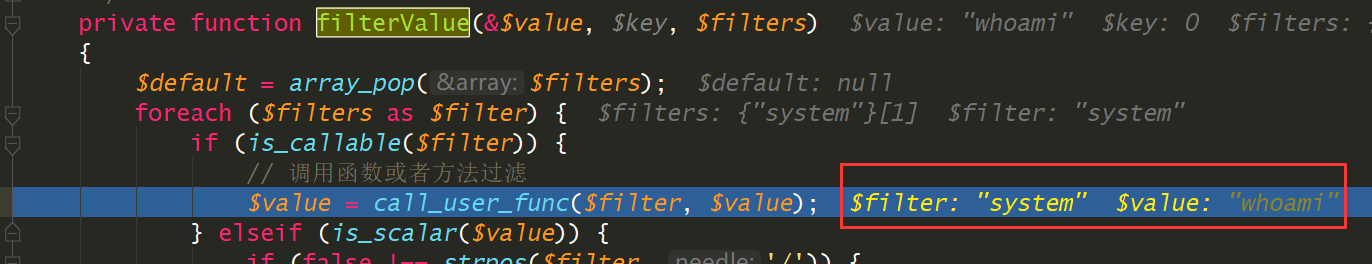 private function filterValue(&$value, $key, $filters)  $value: "whoami"  $key: 0  $filters: {
{
$default = array_pop( &array: $filters);  $default: null
foreach ($filters as $filter) {  $filters: {"system"}[1]  $filter: "system"
if (is_callable($filter)) {
// 调用函数或者方法过滤
$value = call_user_func($filter, $value);  $filter: "system"  $value: "whoami"
} elseif (is_scalar($value)) {
if (false !== strpos($filter, needle: '/')) {